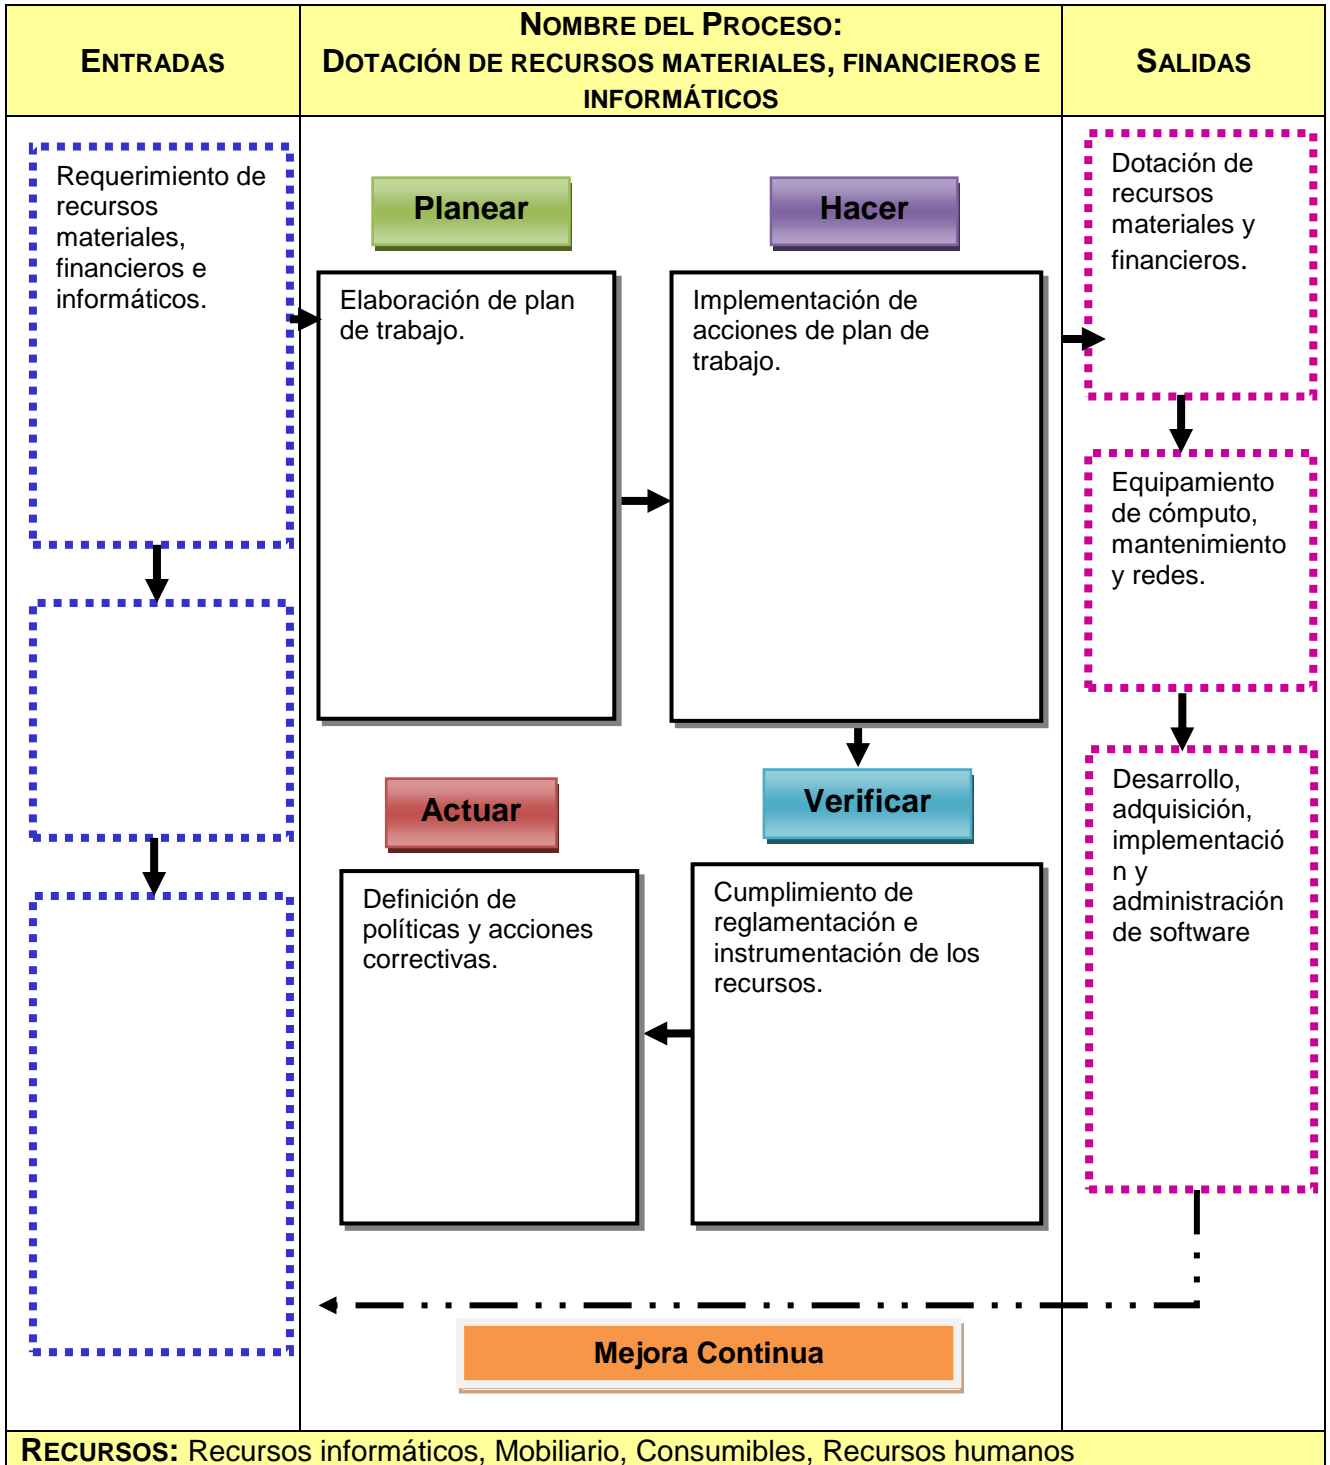 ENTRADAS
NOMBRE DEL PROCESO:
DOTACIÓN DE RECURSOS MATERIALES, FINANCIEROS E
INFORMÁTICOS
SALIDAS
Requerimiento de
recursos
materiales,
financieros e
informáticos.
Planear
Elaboración de plan
de trabajo.
Hacer
Implementación de
acciones de plan de
trabajo.
Actuar
Definición de
políticas y acciones
correctivas.
Verificar
Cumplimiento de
reglamentación e
instrumentación de los
recursos.
Dotación de
recursos
materiales y
financieros.
Equipamiento
de cómputo,
mantenimiento
y redes.
Desarrollo,
adquisición,
implementació
n y
administración
de software
Mejora Continua
RECURSOS: Recursos informáticos, Mobiliario, Consumibles, Recursos humanos